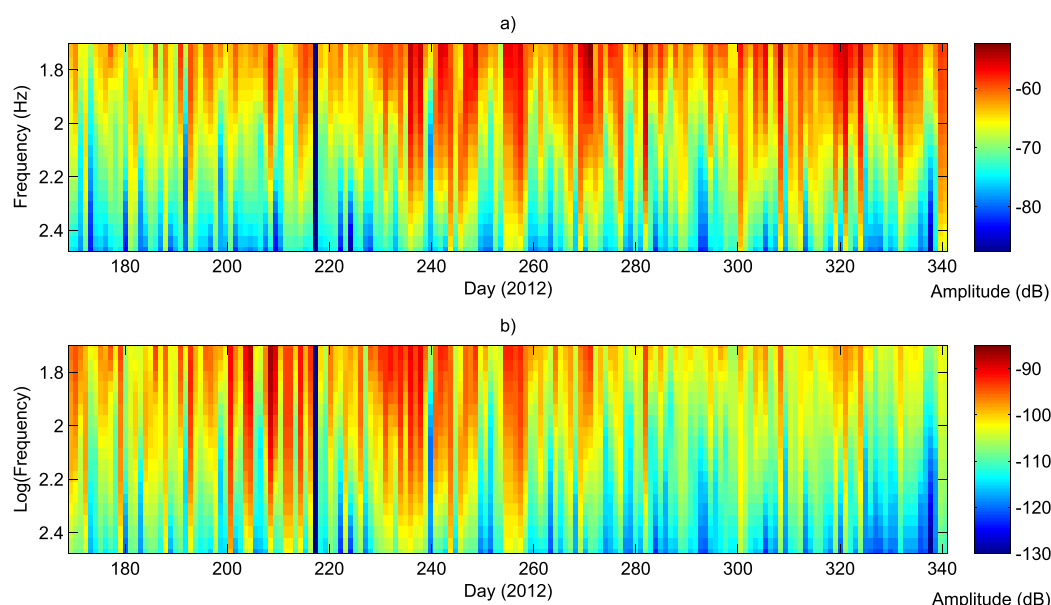 a)
Frequency (Hz)
1.8
2
2.2
2.4
180 200 220 240 260 280 300 320 340
Day (2012)
-60
-70
-80
Amplitude (dB)
b)
Log(Frequency)
1.8
2
2.2
2.4
180 200 220 240 260 280 300 320 340
Day (2012)
-90
-100
-110
-120
-130
Amplitude (dB)